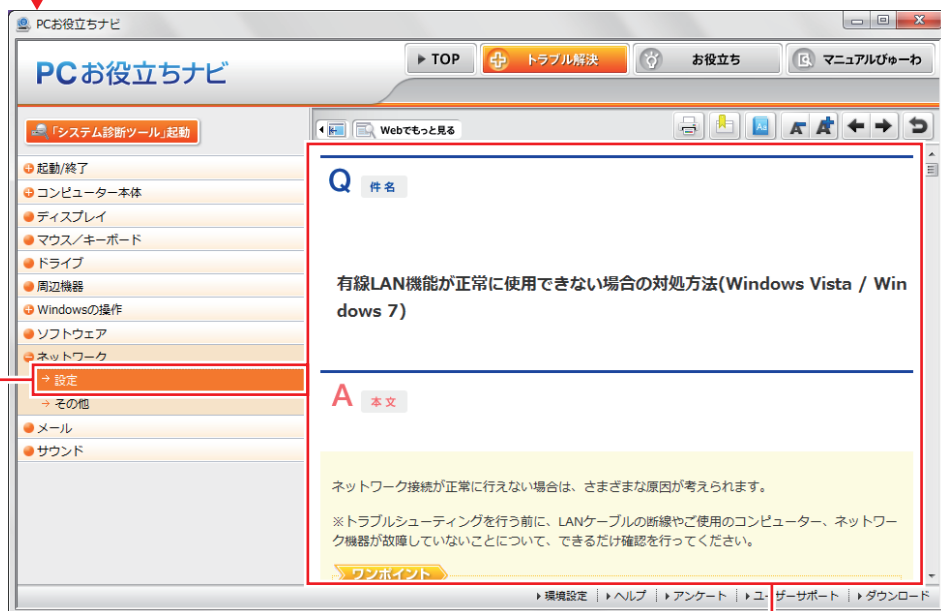 PCお役立ちナビ
PCお役立ちナビ
TOP
トラブル解決
お役立ち
マニュアルびゅーわ
「システム診断ツール」起動
Webでもっと見る
起動/終了
コンピューター本体
ディスプレイ
マウス/キーボード
ドライブ
周辺機器
Windowsの操作
ソフトウェア
ネットワーク
→ 設定
→ その他
メール
サウンド
Q 件名
有線LAN機能が正常に使用できない場合の対処方法(Windows Vista / Win
dows 7)
A 本文
ネットワーク接続が正常に行えない場合は、さまざまな原因が考えられます。
※トラブルシューティングを行う前に、LANケーブルの断線やご使用のコンピューター、ネットワー
ク機器が故障していないことについて、できるだけ確認を行ってください。
ワンポイント
環境設定 ヘルプ アンケート ユーザーサポート ダウンロード